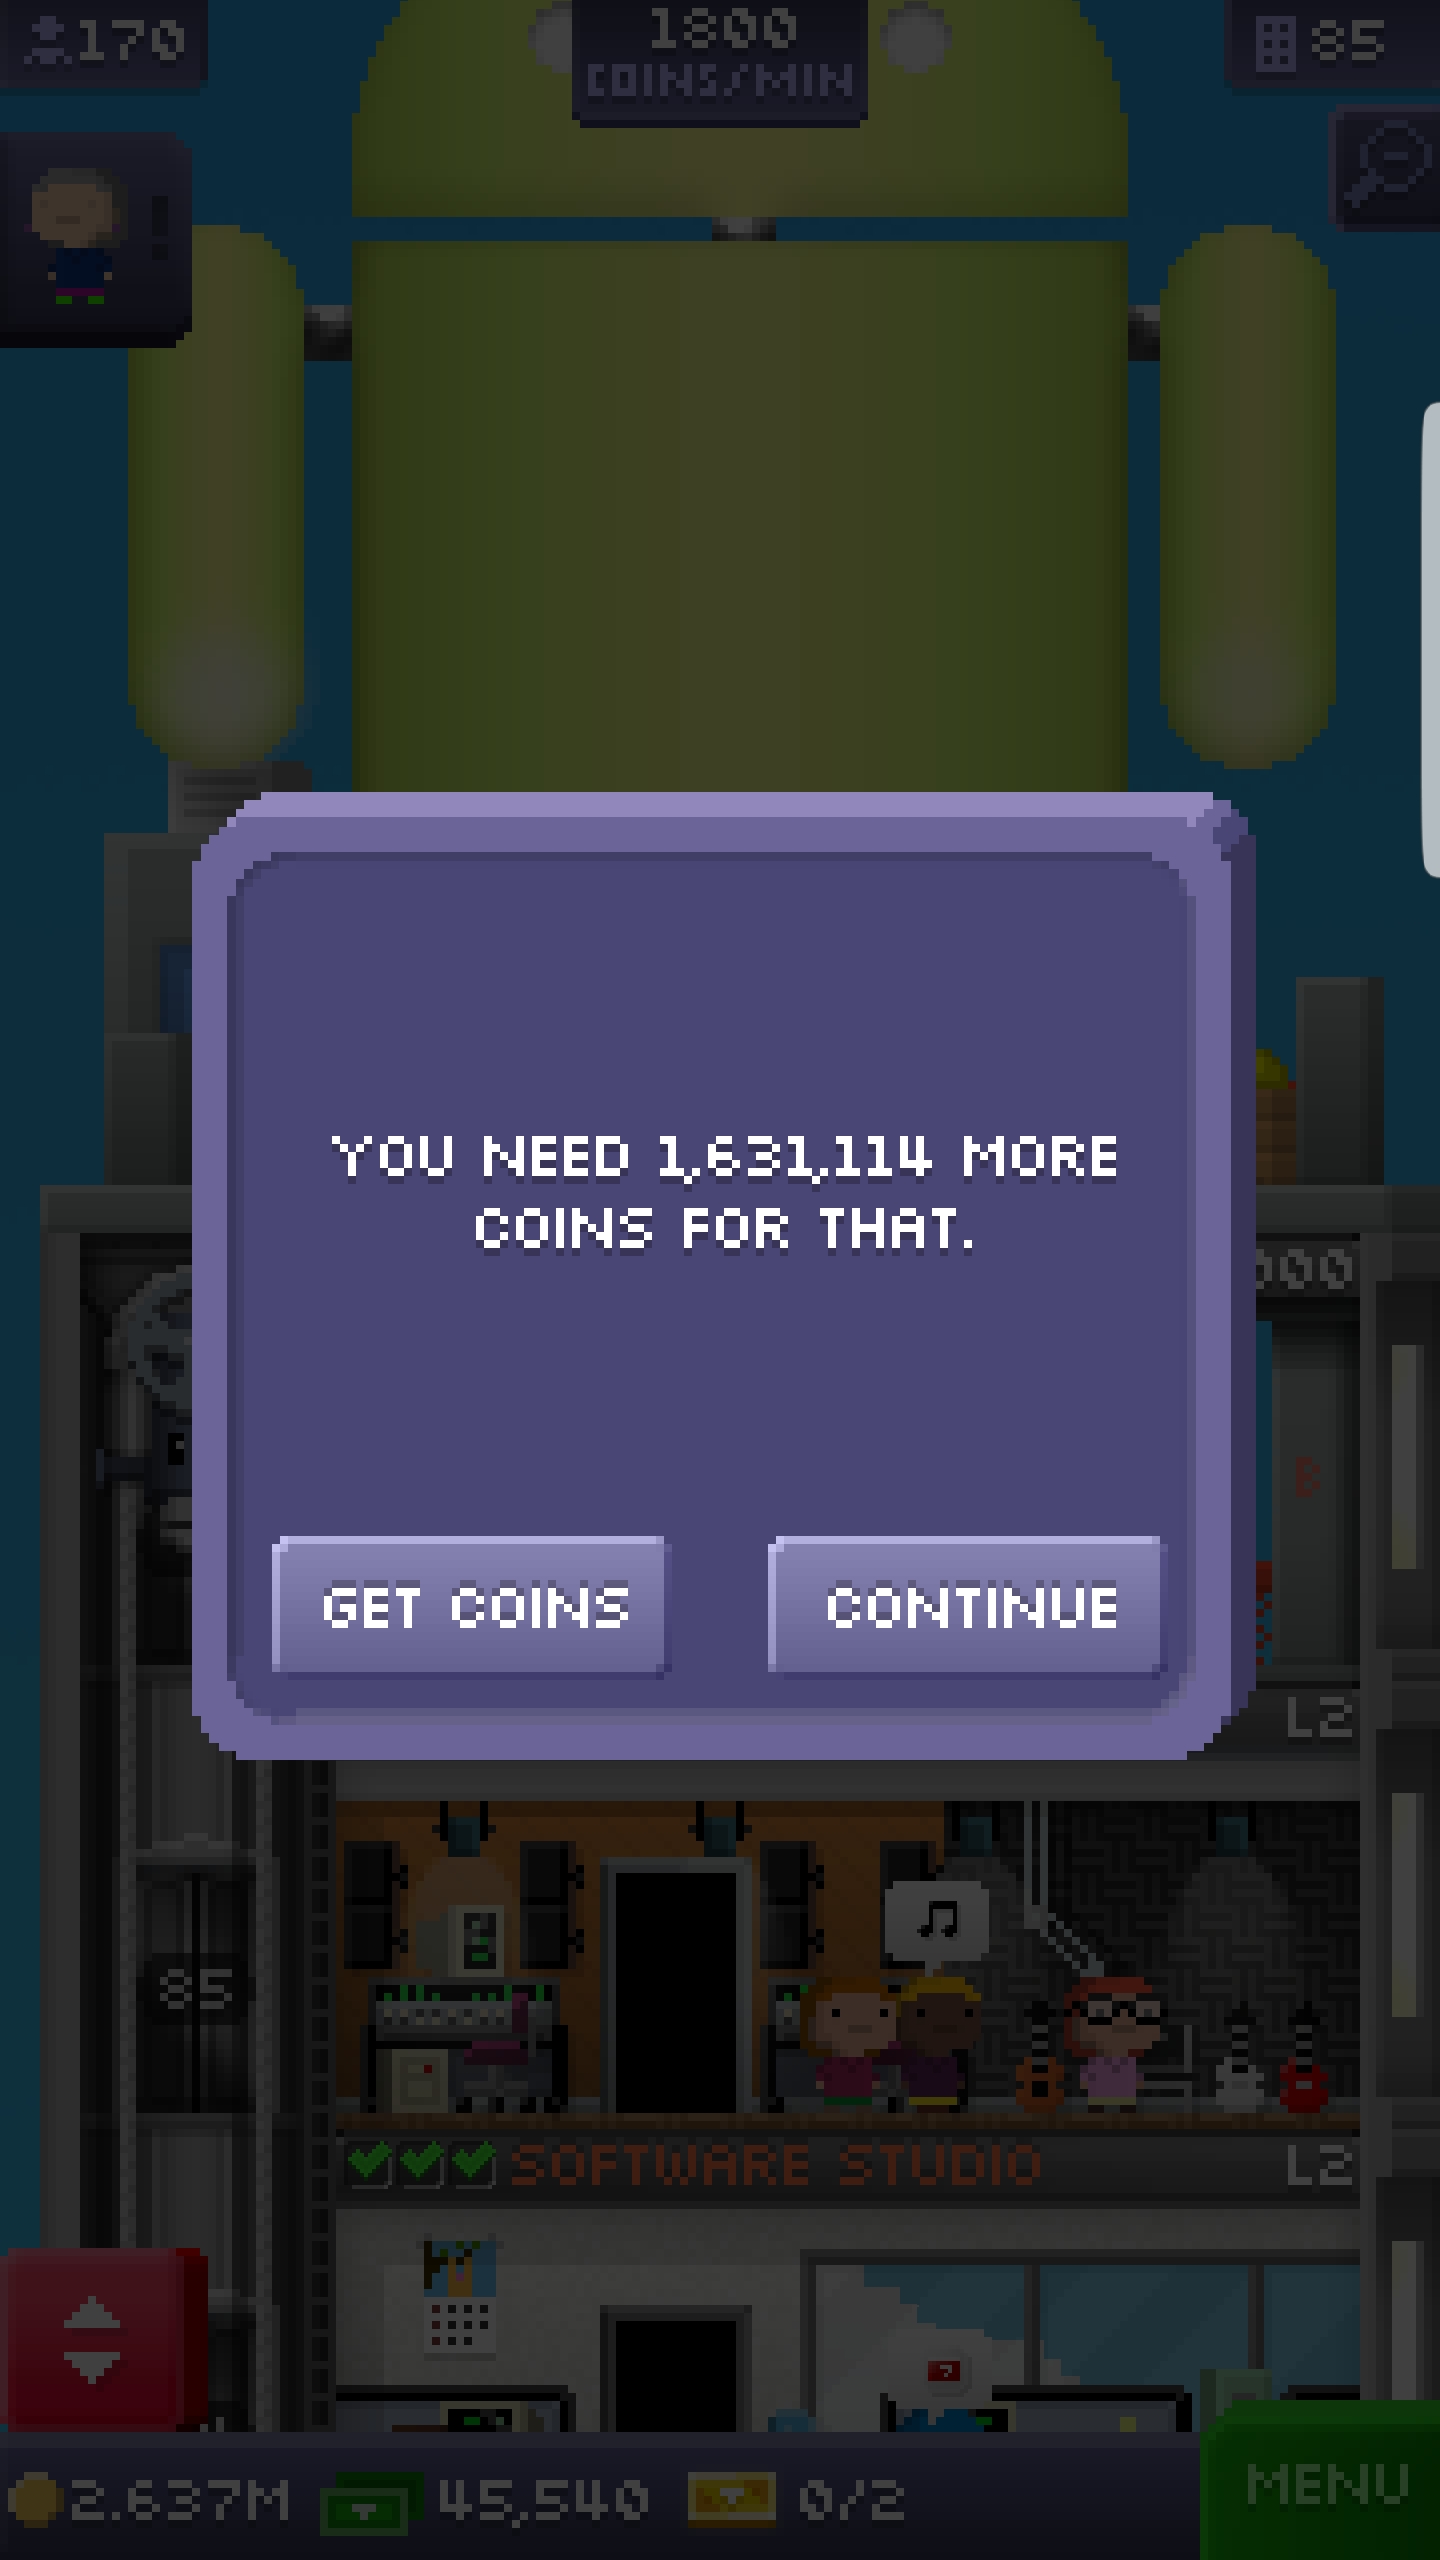 170
1800
COINS/MIN
85
YOU NEED 1,631,114 MORE
COINS FOR THAT.
GET COINS
CONTINUE
L2
85
SOFTWARE STUDIO
L2
?
2.637M
45,540
0/2
MENU